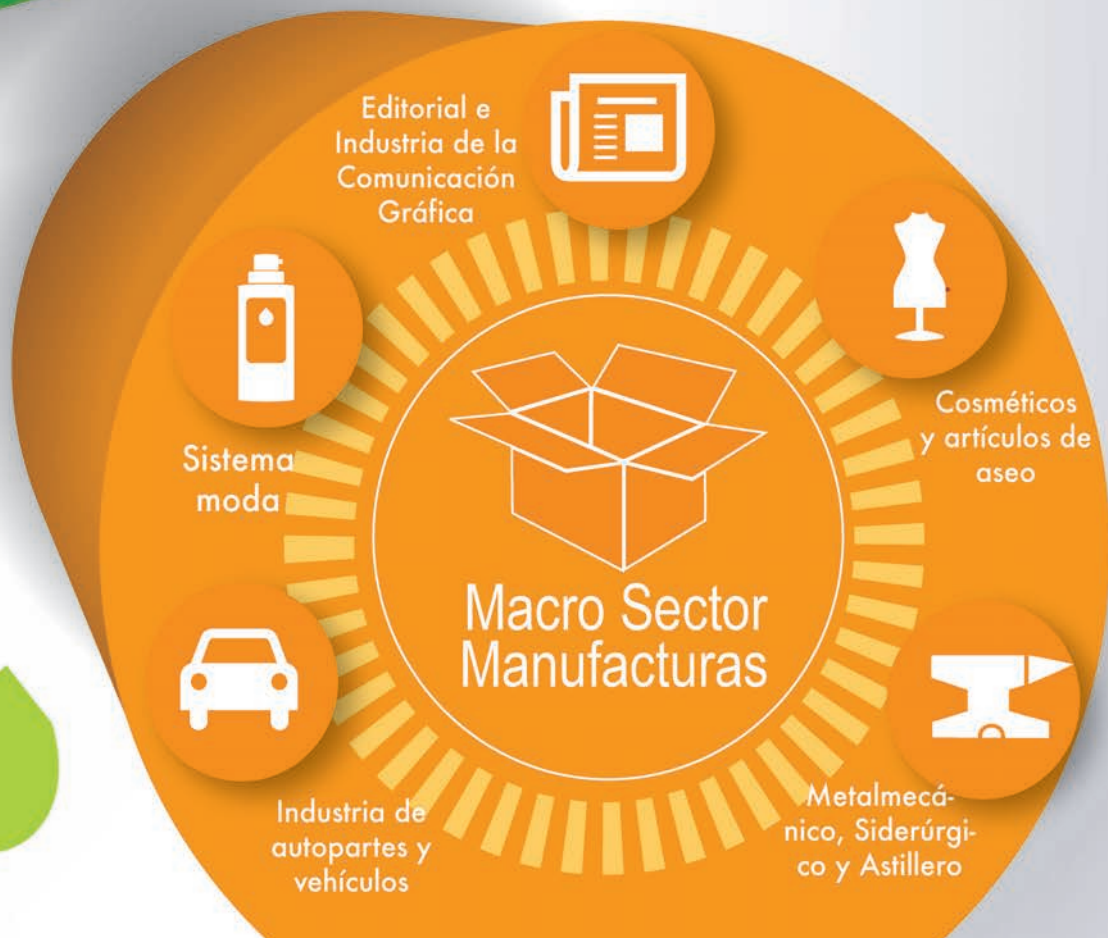 Editorial e
Industria de la
Comunicación
Gráfica
Sistema
moda
Cosméticos
y artículos de
aseo
Macro Sector
Manufacturas
Industria de
autopartes y
vehículos
Metalmecá-
nico, Siderúrgi-
co y Astillero